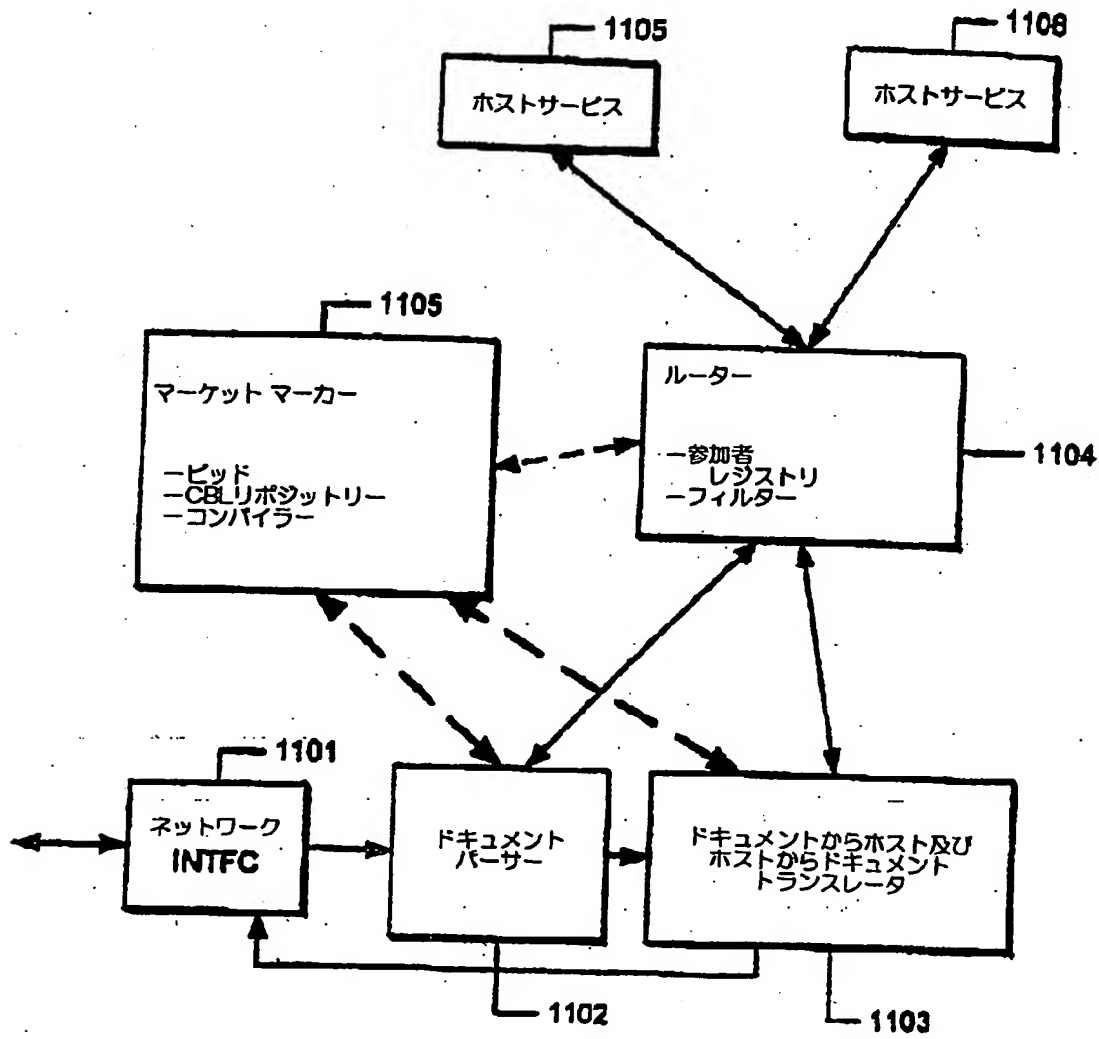 1105
1106
ホストサービス
ホストサービス
1105
マーケット マーカー
ービッド
ーCBLリポジットリー
ーコンパイラー
ルーター
ー参加者
レジストリ
ーフィルター
1104
1101
ネットワーク
INTFC
ドキュメント
パーサー
ドキュメントからホスト及び
ホストからドキュメント
トランスレータ
1102
1103